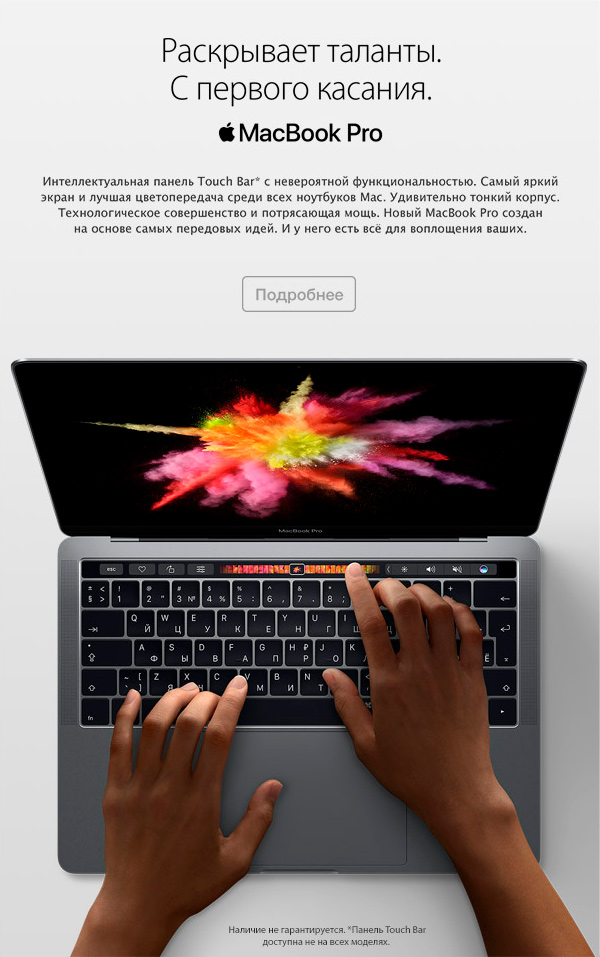 Раскрывает таланты.
С первого касания.
MacBook Pro
Интеллектуальная панель Touch Bar* с невероятной функциональностью. Самый яркий
экран и лучшая цветопередача среди всех ноутбуков Mac. Удивительно тонкий корпус.
Технологическое совершенство и потрясающая мощь. Новый MacBook Pro создан
на основе самых передовых идей. И у него есть всё для воплощения ваших.
Подробнее
MacBook Pro
esc
Наличие не гарантируется. *Панель Touch Bar
доступна не на всех моделях.